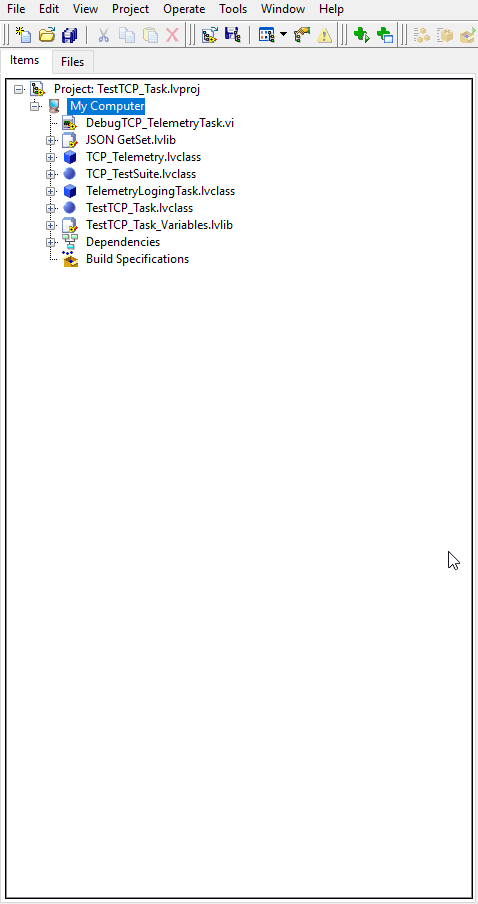 File Edit View Project Operate Tools Window Help
Items Files
Project: TestTCP_Task.lvproj
My Computer
DebugTCP_TelemetryTask.vi
JSON GetSet.lvlib
TCP_Telemetry.lvclass
TCP_TestSuite.lvclass
TelemetryLogingTask.lvclass
TestTCP_Task.lvclass
TestTCP_Task_Variables.lvlib
Dependencies
Build Specifications